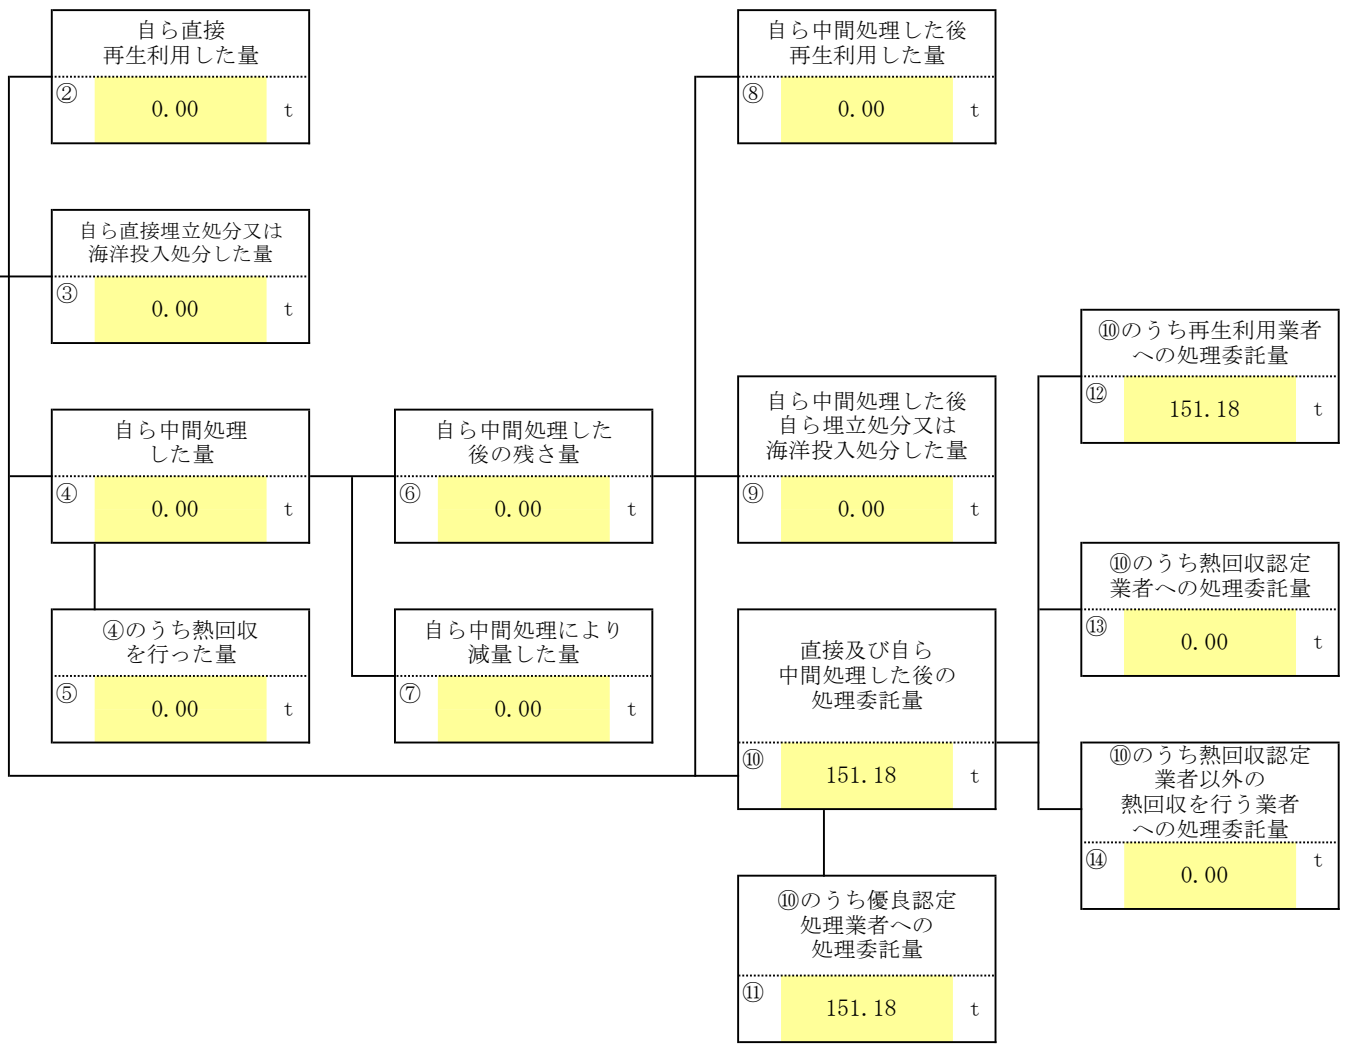 自ら直接
再生利用した量
② 0.00 t
自ら中間処理した後
再生利用した量
⑧ 0.00 t
自ら直接埋立処分又は
海洋投入処分した量
③ 0.00 t
⑩のうち再生利用業者
への処理委託量
⑫ 151.18 t
自ら中間処理
した量
④ 0.00 t
自ら中間処理した
後の残さ量
⑥ 0.00 t
自ら中間処理した後
自ら埋立処分又は
海洋投入処分した量
⑨ 0.00 t
⑩のうち熱回収認定
業者への処理委託量
⑬ 0.00 t
④のうち熱回収
を行った量
⑤ 0.00 t
自ら中間処理により
減量した量
⑦ 0.00 t
直接及び自ら
中間処理した後の
処理委託量
⑩ 151.18 t
⑩のうち熱回収認定
業者以外の
熱回収を行う業者
への処理委託量
⑭ 0.00 t
⑩のうち優良認定
処理業者への
処理委託量
⑪ 151.18 t